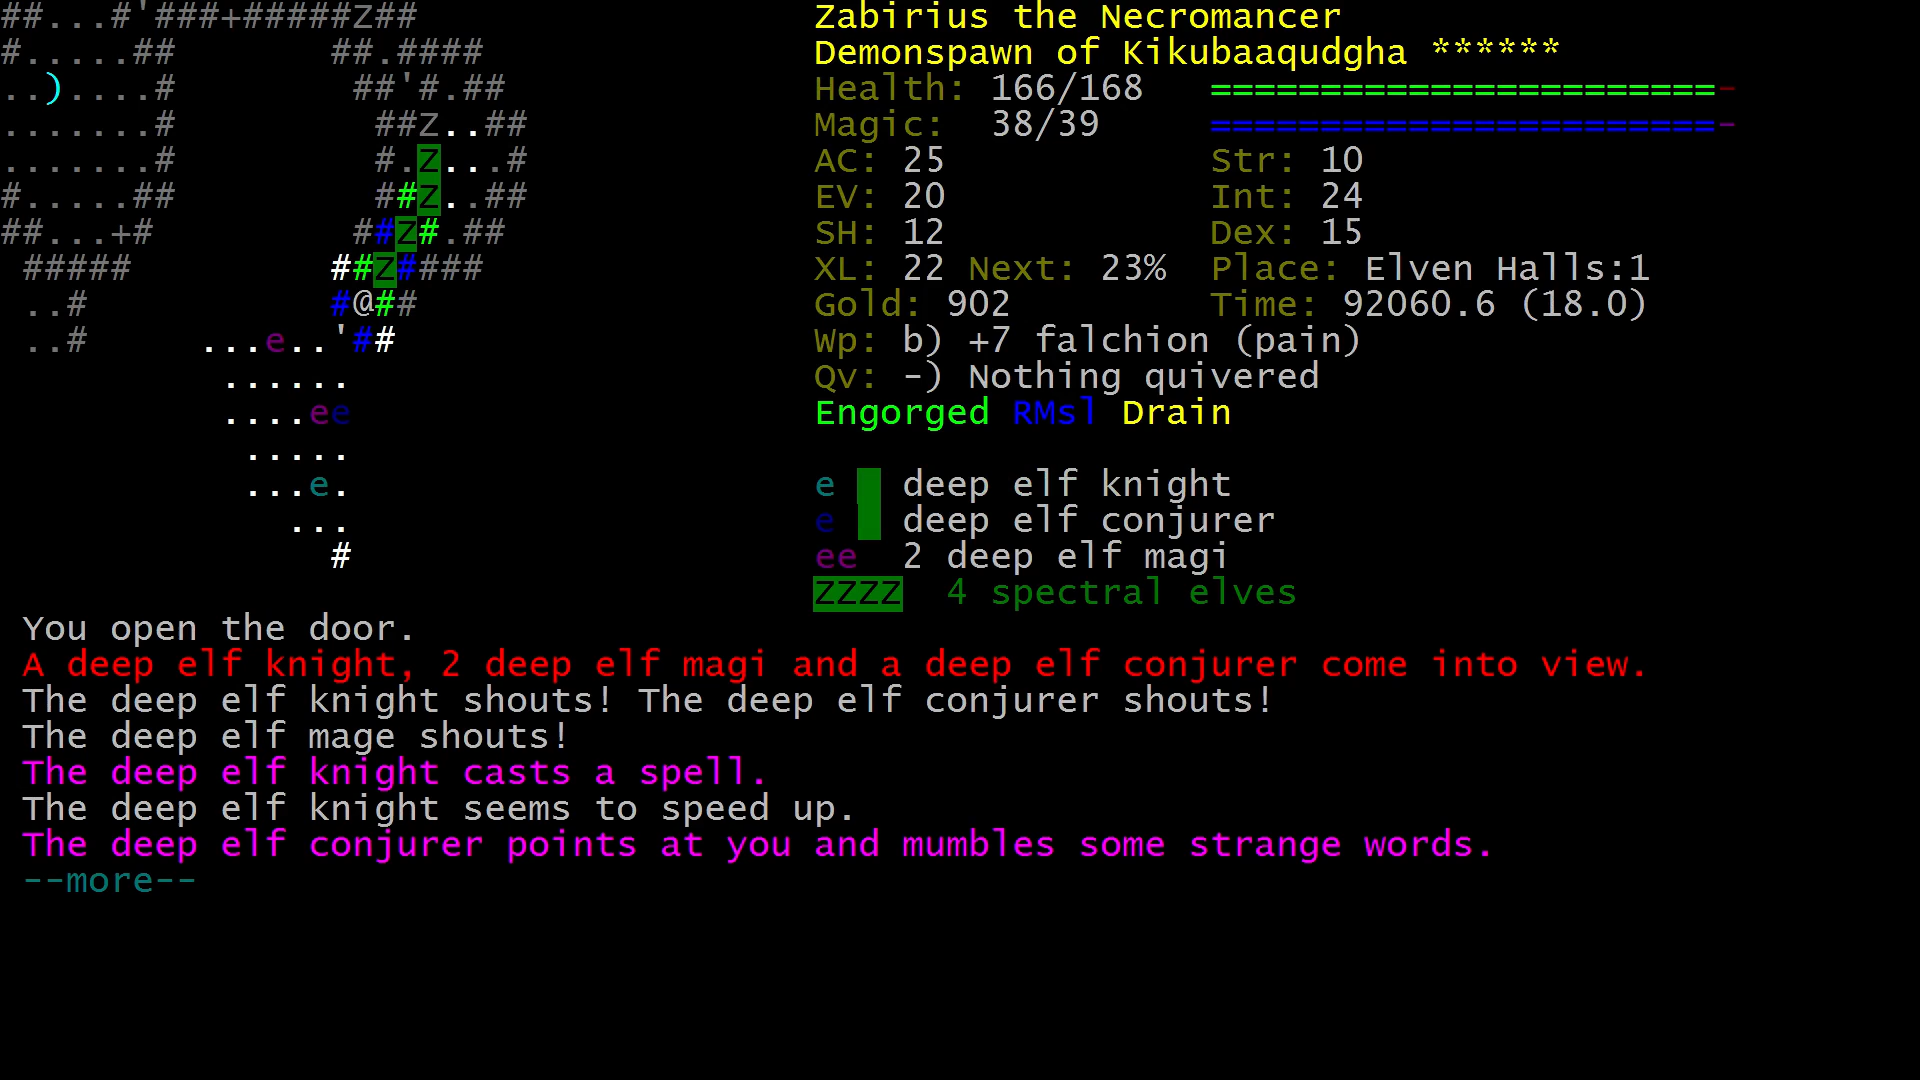 ##...#'###+#####Z## Zabirius the Necromancer
#.....## ##.#### Demonspawn of Kikubaaqudgha ******
..)....# ##'#.## Health: 166/168 =======================-
.......# ##Z..## Magic: 38/39 =======================-
.......# #.Z...# AC: 25 Str: 10
#.....## ##Z..## EV: 20 Int: 24
##...+# ##Z#.## SH: 12 Dex: 15
##### ##Z#### XL: 22 Next: 23% Place: Elven Halls:1
..# #@## Gold: 902 Time: 92060.6 (18.0)
..# ...e..'## Wp: b) +7 falchion (pain)
...... Qv: -) Nothing quivered
....ee Engorged RMsl Drain
.....
...e. e deep elf knight
... e deep elf conjurer
# ee 2 deep elf magi
ZZZZ 4 spectral elves
You open the door.
A deep elf knight, 2 deep elf magi and a deep elf conjurer come into view.
The deep elf knight shouts! The deep elf conjurer shouts!
The deep elf mage shouts!
The deep elf knight casts a spell.
The deep elf knight seems to speed up.
The deep elf conjurer points at you and mumbles some strange words.
--more--